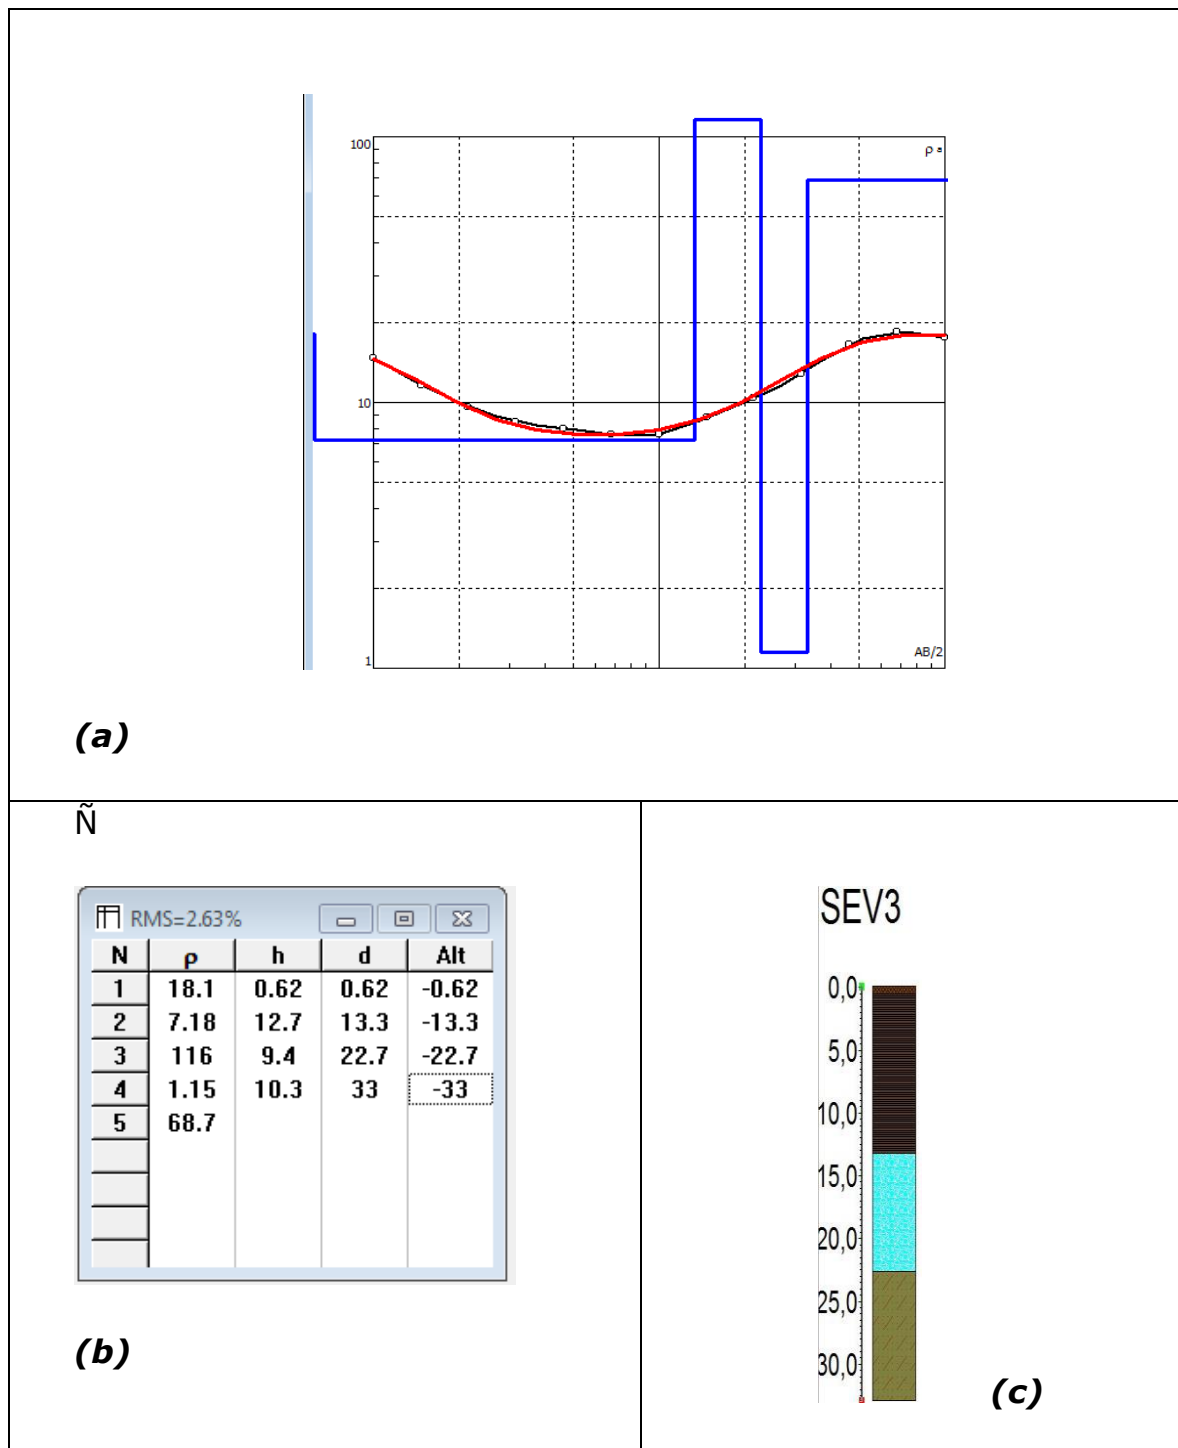 100
ρ a
10
1
AB/2
(a)
Ñ
RMS=2.63%
N ρ h d Alt
1 18.1 0.62 0.62 -0.62
2 7.18 12.7 13.3 -13.3
3 116 9.4 22.7 -22.7
4 1.15 10.3 33 -33
5 68.7
(b)
SEV3
0,0
5,0
10,0
15,0
20,0
25,0
30,0
(c)